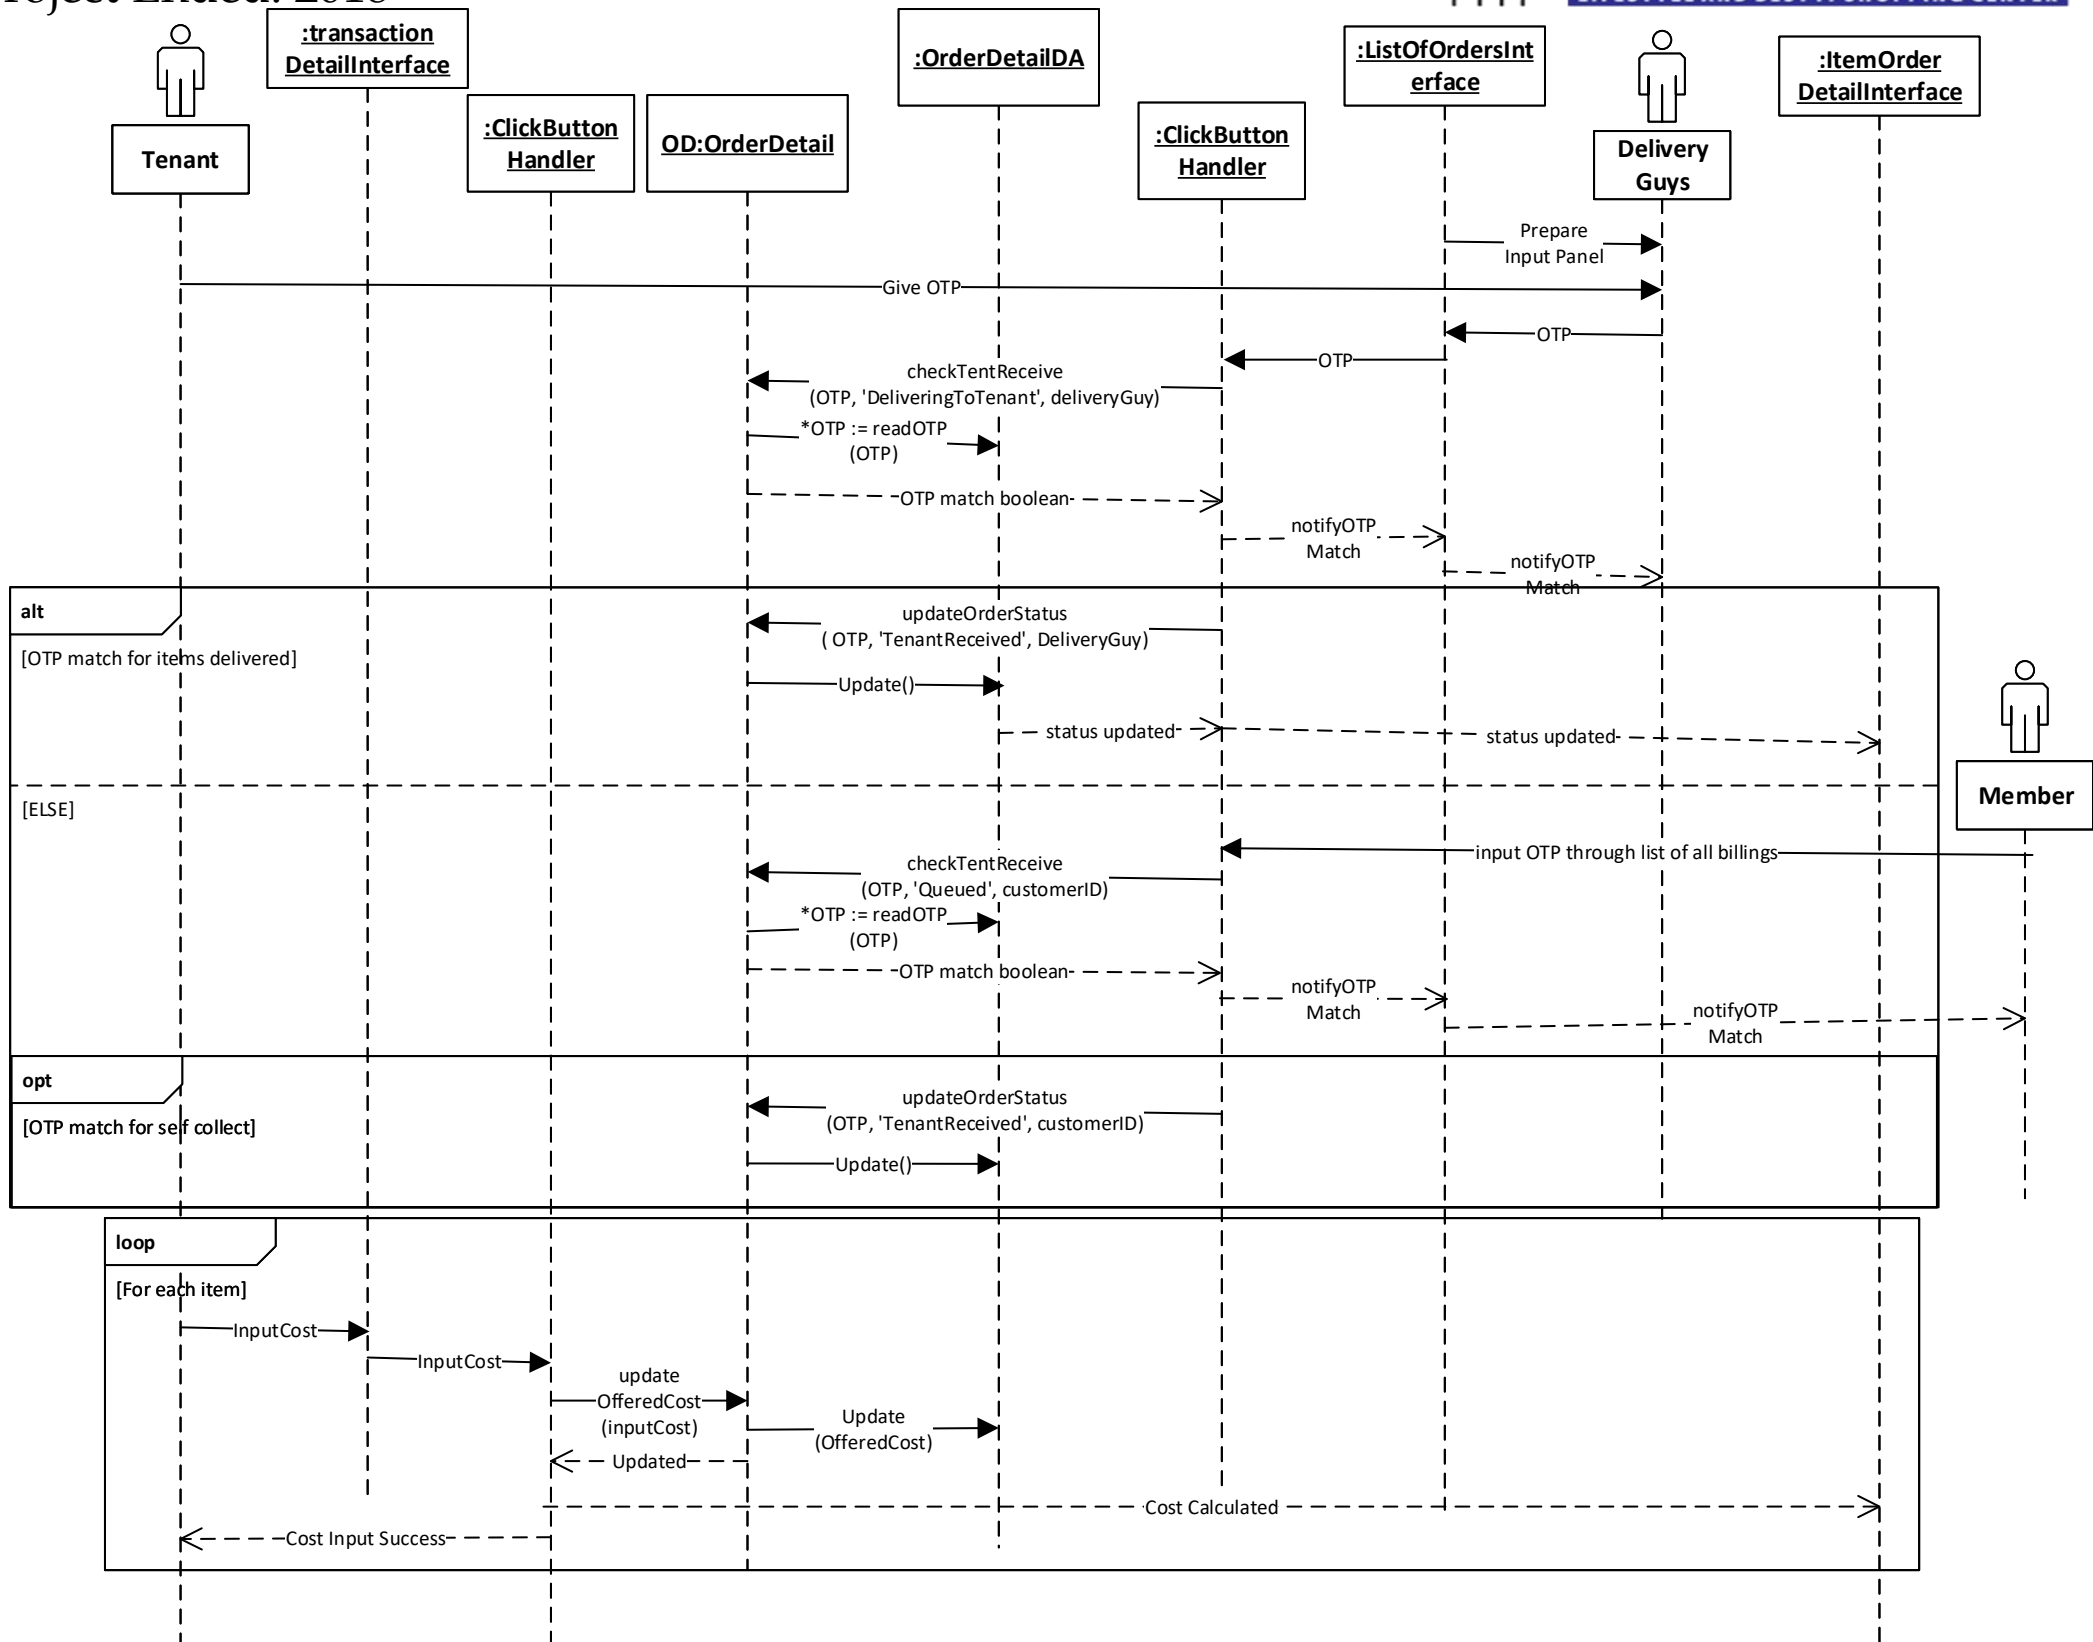 :transaction
DetailInterface
:ClickButton
Handler
OD:OrderDetail
:OrderDetailDA
:ClickButton
Handler
:ListOfOrdersInt
erface
:ItemOrder
DetailInterface
Tenant
Delivery
Guys
Prepare
Input Panel
Give OTP
OTP
OTP
checkTentReceive
(OTP, 'DeliveringToTenant', deliveryGuy)
*OTP := readOTP
(OTP)
OTP match boolean
notifyOTP
Match
notifyOTP
Match
alt
[OTP match for items delivered]
updateOrderStatus
( OTP, 'TenantReceived', DeliveryGuy)
Update()
status updated
status updated
Member
[ELSE]
input OTP through list of all billings
checkTentReceive
(OTP, 'Queued', customerID)
*OTP := readOTP
(OTP)
OTP match boolean
notifyOTP
Match
notifyOTP
Match
opt
[OTP match for self collect]
updateOrderStatus
(OTP, 'TenantReceived', customerID)
Update()
loop
[For each item]
InputCost
InputCost
update
OfferedCost
(inputCost)
Update
(OfferedCost)
Updated
Cost Calculated
Cost Input Success